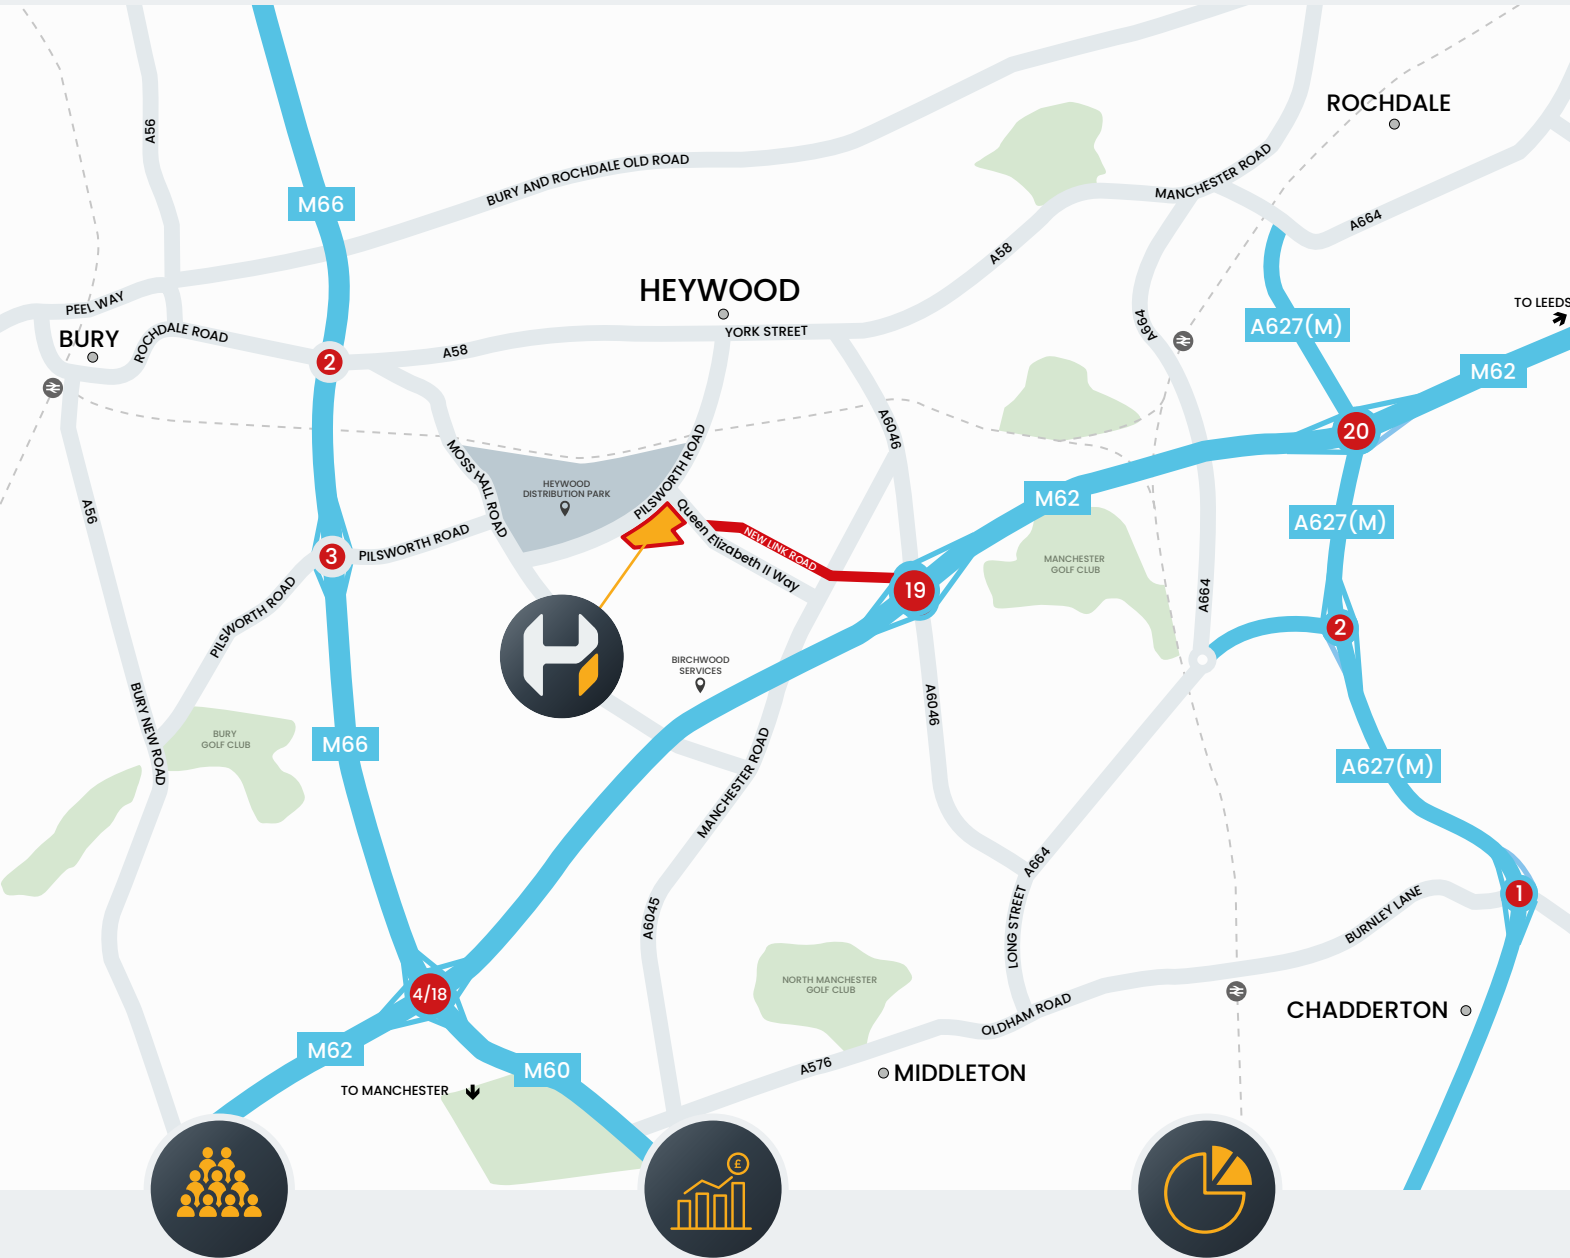 ROCHDALE
A56
MANCHESTER ROAD
BURY AND ROCHDALE OLD ROAD
M66
A664
A58
HEYWOOD
PEEL WAY
TO LEEDS
A664
A627(M)
YORK STREET
BURY
ROCHDALE ROAD
A58
2
M62
A6046
20
MOSS HALL ROAD
PILSWORTH ROAD
HEYWOOD
DISTRIBUTION PARK
M62
A56
Queen Elizabeth II Way
A627(M)
NEW LINK ROAD
PILSWORTH ROAD
3
MANCHESTER
GOLF CLUB
19
A664
PILSWORTH ROAD
2
BIRCHWOOD
SERVICES
A6046
BURY NEW ROAD
BURY
GOLF CLUB
M66
A627(M)
MANCHESTER ROAD
A664
1
A6045
LONG STREET
BURNLEY LANE
NORTH MANCHESTER
GOLF CLUB
4/18
OLDHAM ROAD
CHADDERTON
M62
A576
M60
MIDDLETON
TO MANCHESTER
£